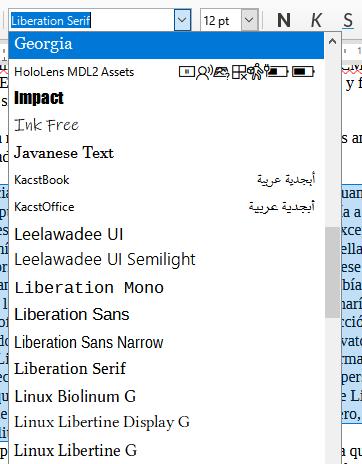 Liberation Serif 12 pt N K S
Georgia
HoloLens MDL2 Assets
Impact
Ink Free
Javanese Text
KacstBook أبجدية عربية
KacstOffice أبجدية عربية
Leelawadee UI
Leelawadee UI Semilight
Liberation Mono
Liberation Sans
Liberation Sans Narrow
Liberation Serif
Linux Biolinum G
Linux Libertine Display G
Linux Libertine G